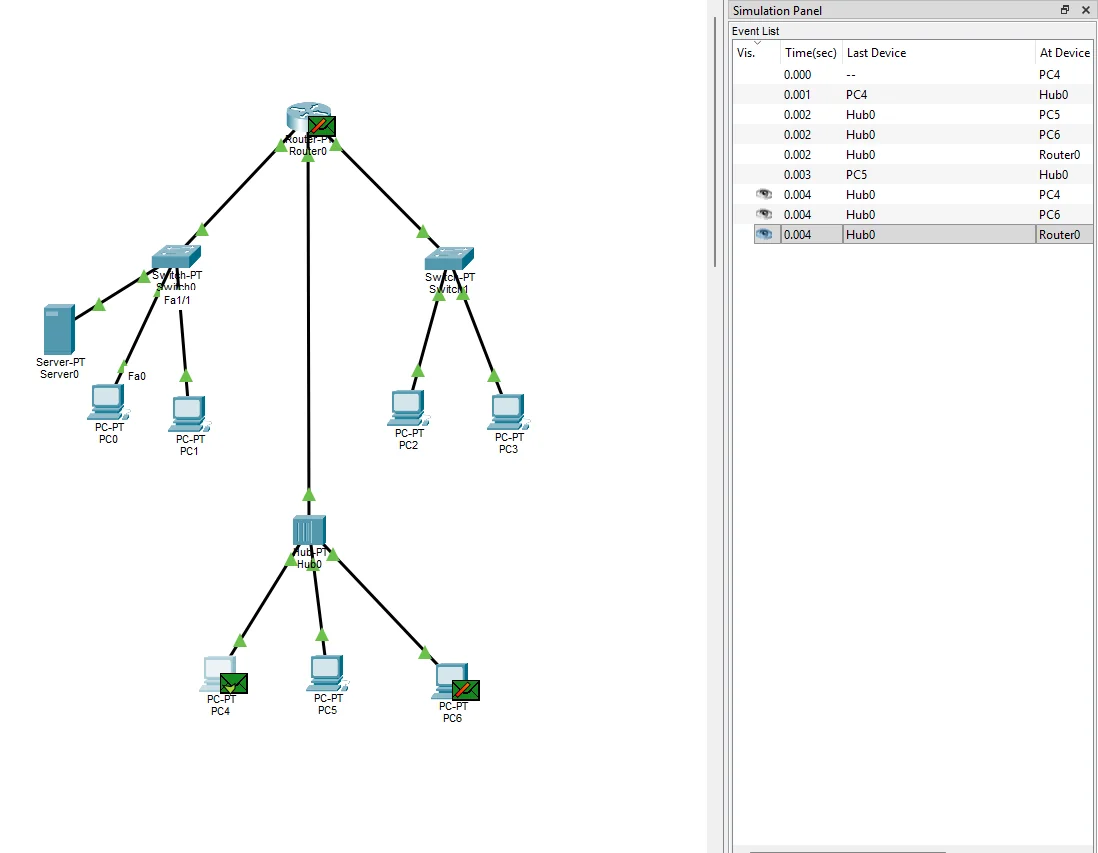 Simulation Panel
Event List
Vis. Time(sec) Last Device At Device
0.000 -- PC4
0.001 PC4 Hub0
0.002 Hub0 PC5
0.002 Hub0 PC6
0.002 Hub0 Router0
0.003 PC5 Hub0
0.004 Hub0 PC4
0.004 Hub0 PC6
0.004 Hub0 Router0
Router-PT
Router0
Switch-PT
Switch0
Fa1/1
Switch-PT
Switch1
Server-PT
Server0
Fa0
PC-PT
PC0
PC-PT
PC1
PC-PT
PC2
PC-PT
PC3
Hub-PT
Hub0
PC-PT
PC4
PC-PT
PC5
PC-PT
PC6